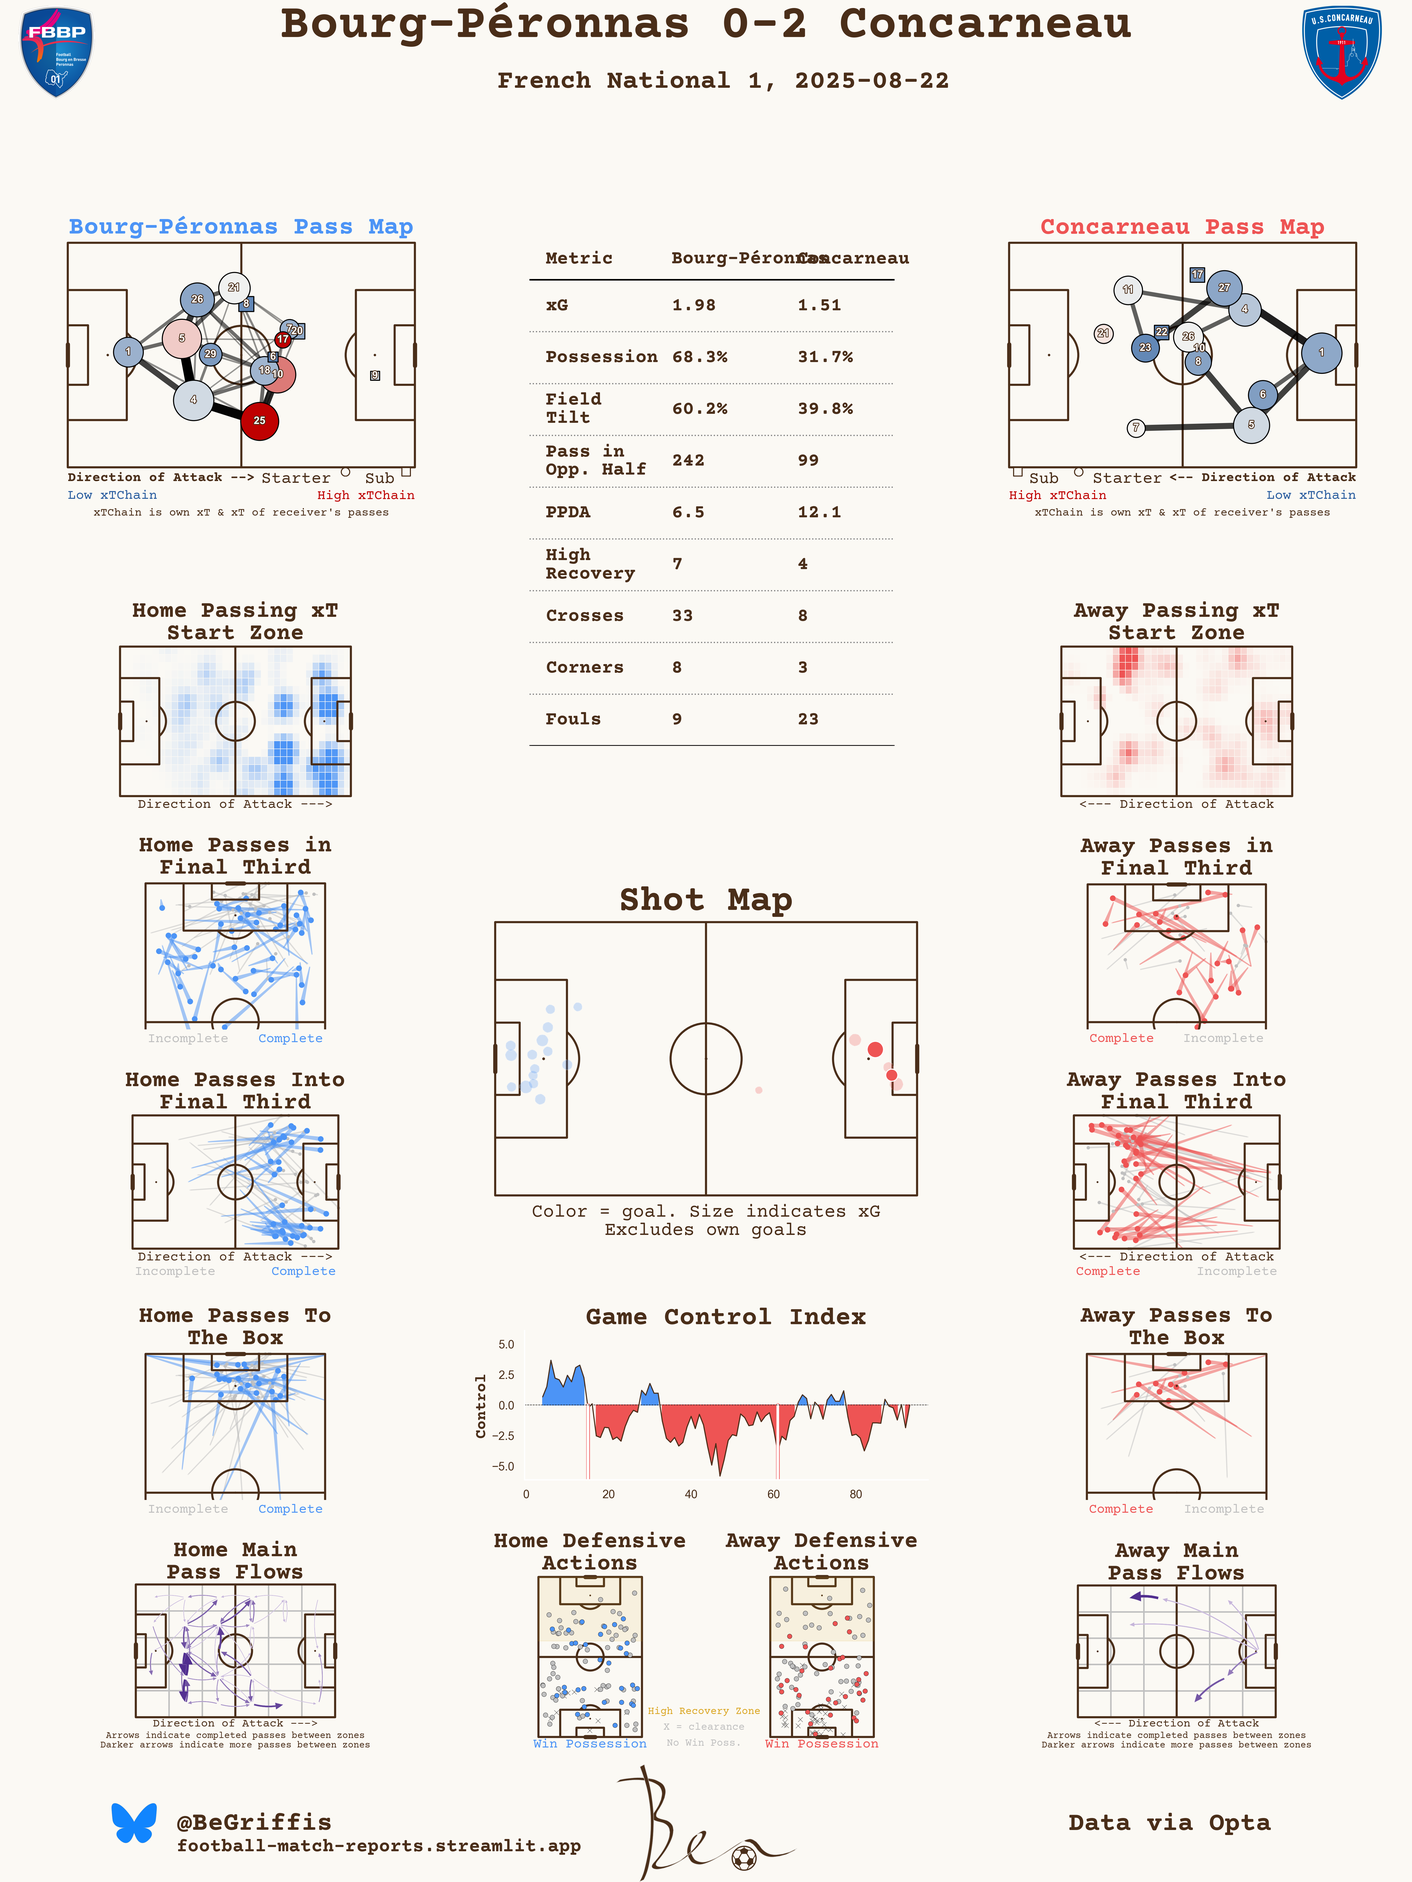 Bourg-Péronnas 0-2 Concarneau
French National 1, 2025-08-22
FBBP
Football
Bourg en Bresse
Peronnas
01
U.S.CONCARNEAU
1911
Bourg-Péronnas Pass Map
26
21
8
5
7
20
17
1
29
6
18
10
9
4
25
Direction of Attack --> Starter Sub
Low xTChain High xTChain
xTChain is own xT & xT of receiver's passes
Metric Bourg-Péronnas Concarneau
xG 1.98 1.51
Possession 68.3% 31.7%
Field
Tilt 60.2% 39.8%
Pass in
Opp. Half 242 99
PPDA 6.5 12.1
High
Recovery 7 4
Crosses 33 8
Corners 8 3
Fouls 9 23
Concarneau Pass Map
17
11
27
4
21
22
26
23
10
8
1
6
7
5
Sub Starter <-- Direction of Attack
High xTChain Low xTChain
xTChain is own xT & xT of receiver's passes
Home Passing xT
Start Zone
Direction of Attack --->
Away Passing xT
Start Zone
<--- Direction of Attack
Home Passes in
Final Third
Incomplete Complete
Away Passes in
Final Third
Complete Incomplete
Shot Map
Color = goal. Size indicates xG
Excludes own goals
Home Passes Into
Final Third
Direction of Attack --->
Incomplete Complete
Away Passes Into
Final Third
<--- Direction of Attack
Complete Incomplete
Home Passes To
The Box
Incomplete Complete
Game Control Index
Control
5.0
2.5
0.0
−2.5
−5.0
0 20 40 60 80
Away Passes To
The Box
Complete Incomplete
Home Main
Pass Flows
Direction of Attack --->
Arrows indicate completed passes between zones
Darker arrows indicate more passes between zones
Home Defensive
Actions
Win Possession
High Recovery Zone
X = clearance
No Win Poss.
Away Defensive
Actions
Win Possession
Away Main
Pass Flows
<--- Direction of Attack
Arrows indicate completed passes between zones
Darker arrows indicate more passes between zones
@BeGriffis
football-match-reports.streamlit.app
Ben
Data via Opta